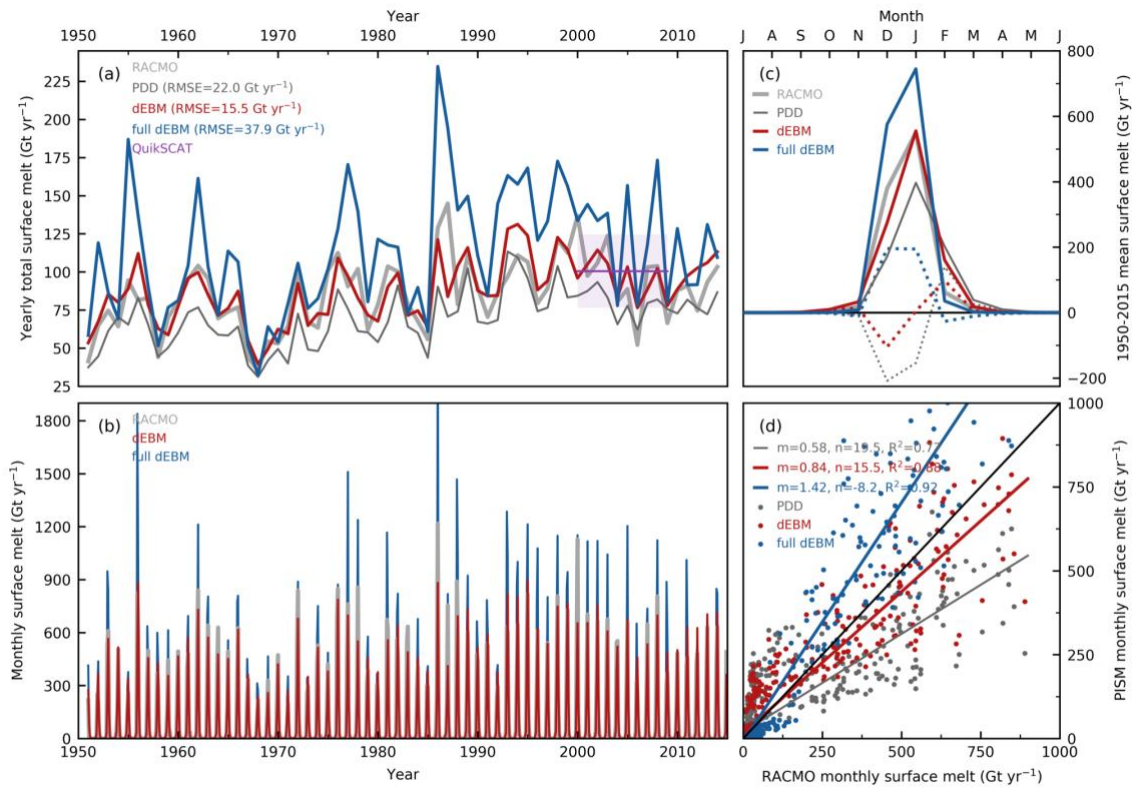 Year
1950 1960 1970 1980 1990 2000 2010
(a)
RACMO
PDD (RMSE=22.0 Gt yr⁻¹)
dEBM (RMSE=15.5 Gt yr⁻¹)
full dEBM (RMSE=37.9 Gt yr⁻¹)
QuikSCAT
Yearly total surface melt (Gt yr⁻¹)
225
200
175
150
125
100
75
50
25
Month
J A S O N D J F M A M J
(c)
RACMO
PDD
dEBM
full dEBM
800
600
400
200
0
−200
1950-2015 mean surface melt (Gt yr⁻¹)
(b)
RACMO
dEBM
full dEBM
Monthly surface melt (Gt yr⁻¹)
1800
1500
1200
900
600
300
0
1950 1960 1970 1980 1990 2000 2010
Year
(d)
m=0.58, n=19.5,
m=0.84, n=15.5,
m=1.42, n=-8.2, R²=0.92
PDD
dEBM
full dEBM
1000
750
500
250
0
PISM monthly surface melt (Gt yr⁻¹)
0 250 500 750 1000
RACMO monthly surface melt (Gt yr⁻¹)